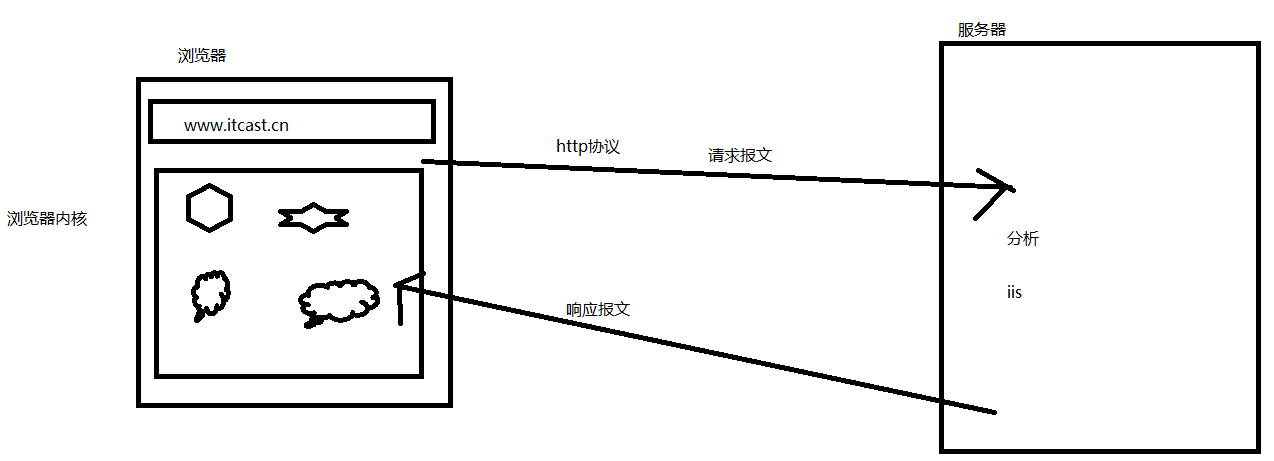 服务器
浏览器
www.itcast.cn
http协议
请求报文
浏览器内核
分析
iis
响应报文